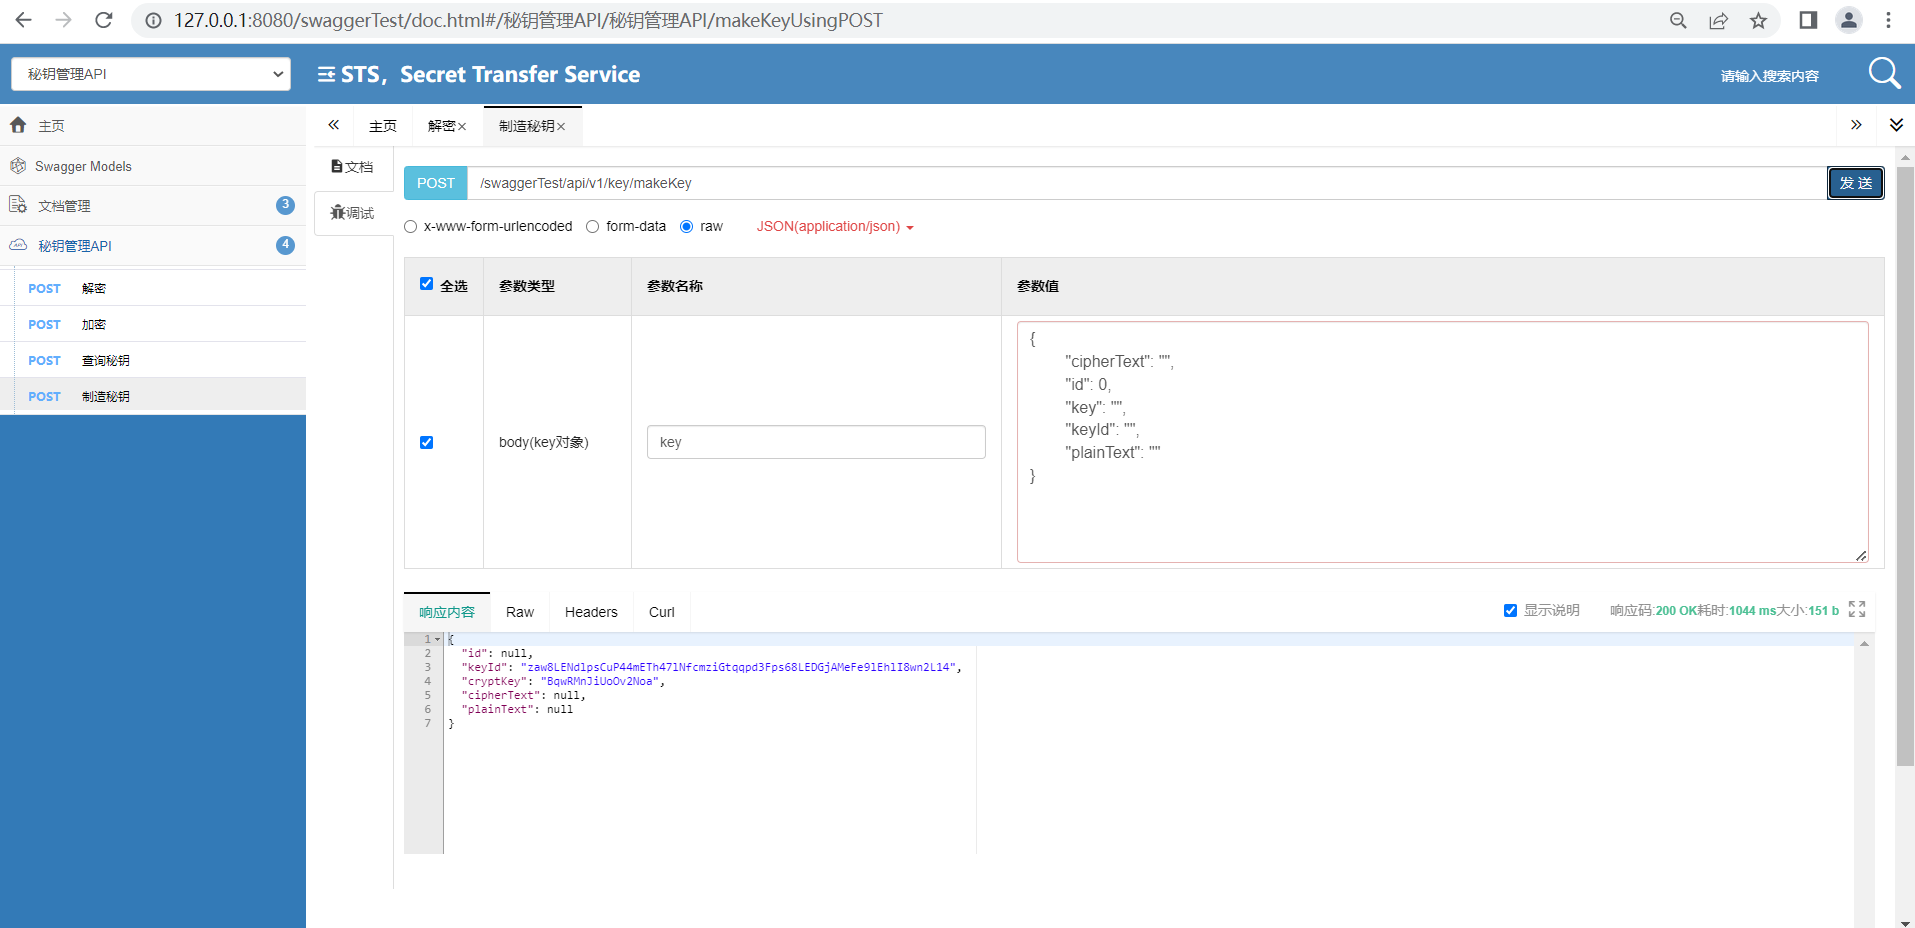 127.0.0.1:8080/swaggerTest/doc.html#/秘钥管理API/秘钥管理API/makeKeyUsingPOST
秘钥管理API
STS，Secret Transfer Service
请输入搜索内容
主页
Swagger Models
文档管理 3
秘钥管理API 4
POST 解密
POST 加密
POST 查询秘钥
POST 制造秘钥
主页 解密× 制造秘钥×
文档
调试
POST /swaggerTest/api/v1/key/makeKey 发 送
x-www-form-urlencoded form-data raw JSON(application/json)
全选 参数类型 参数名称 参数值
body(key对象) key
{
"cipherText": "",
"id": 0,
"key": "",
"keyId": "",
"plainText": ""
}
响应内容 Raw Headers Curl 显示说明 响应码:200 OK耗时:1044 ms大小:151 b
1 {
2 "id": null,
3 "keyId": "zaw8LENdlpsCuP44mETh47lNfcmziGtqqpd3Fps68LEDGjAMeFe9lEhlI8wn2L14",
4 "cryptKey": "BqwRMnJiUoOv2Noa",
5 "cipherText": null,
6 "plainText": null
7 }